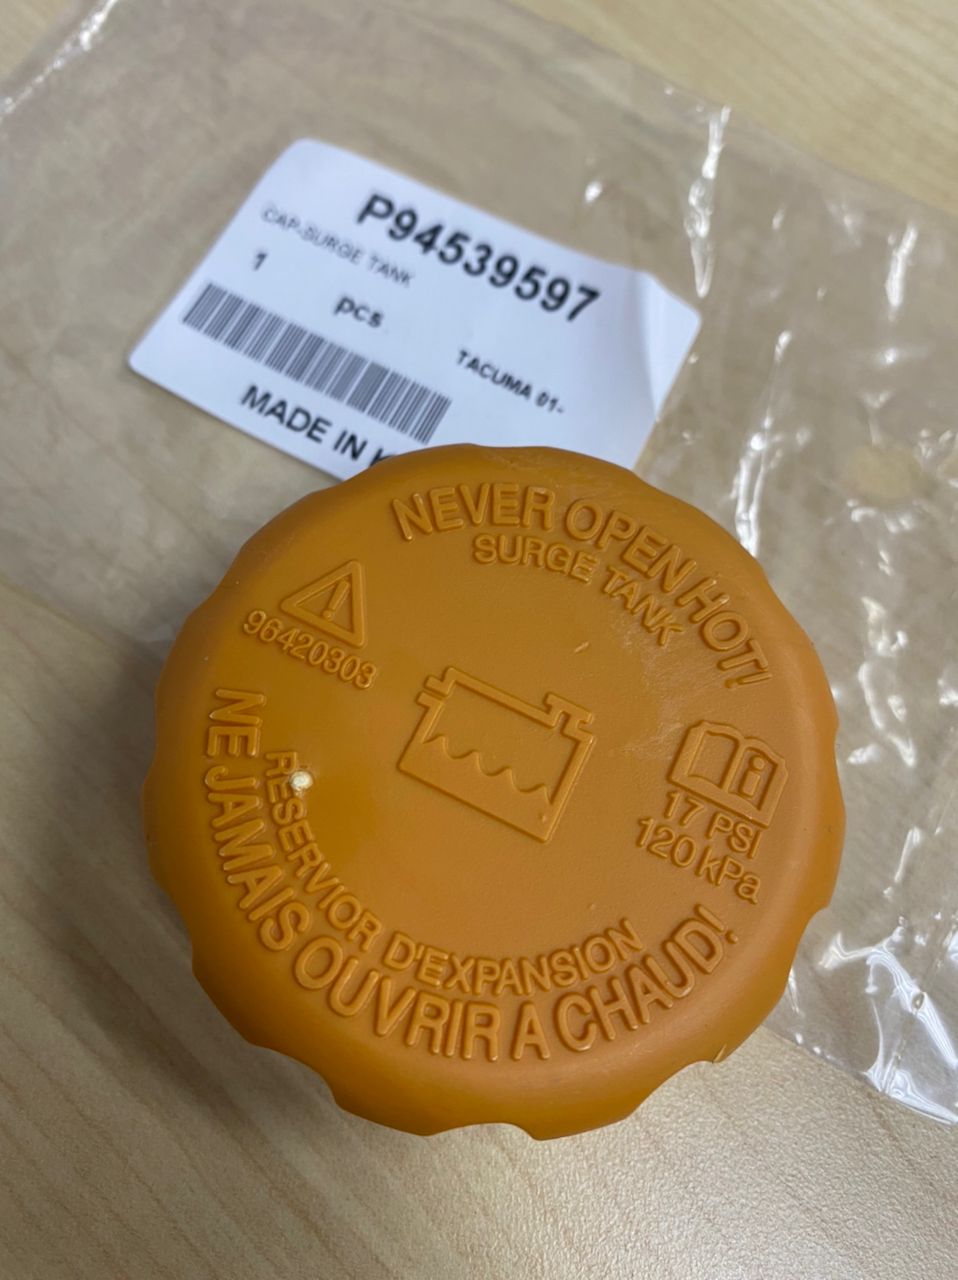 P94539597
CAP-SURGE TANK
1
pcs
TACUMA 01-
MADE IN K
NEVER OPEN HOT!
SURGE TANK
96420303
17 PSI
120 kPa
RESERVIOR D'EXPANSION
NE JAMAIS OUVRIR A CHAUD!